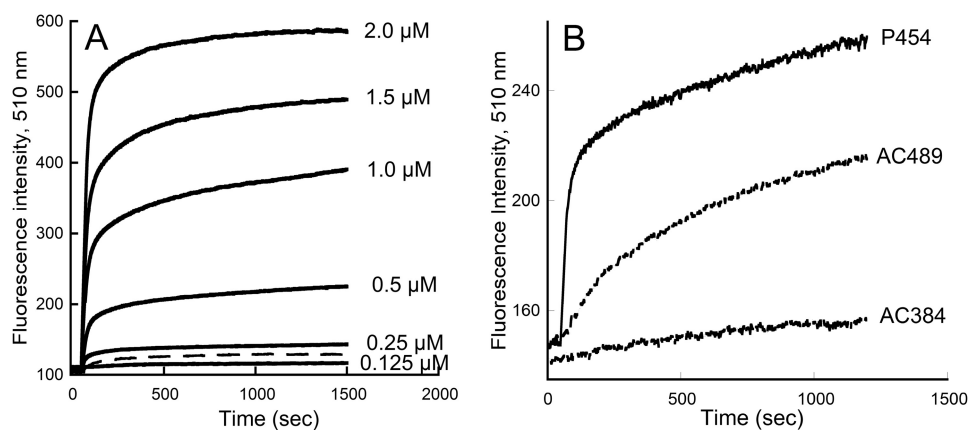 A
Fluorescence intensity, 510 nm
600
500
400
300
200
100
2.0 µM
1.5 µM
1.0 µM
0.5 µM
0.25 µM
0.125 µM
0 500 1000 1500 2000
Time (sec)
B
Fluorescence Intensity, 510 nm
240
200
160
P454
AC489
AC384
0 500 1000 1500
Time (sec)